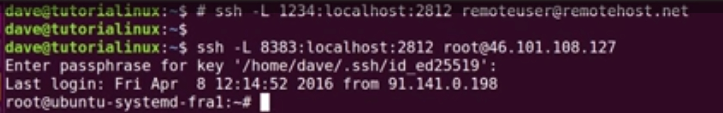 dave@tutorialinux:~$ # ssh -L 1234:localhost:2812 remoteuser@remotehost.net
dave@tutorialinux:~$
dave@tutorialinux:~$ ssh -L 8383:localhost:2812 root@46.101.108.127
Enter passphrase for key '/home/dave/.ssh/id_ed25519':
Last login: Fri Apr  8 12:14:52 2016 from 91.141.0.198
root@ubuntu-systemd-fra1:~#